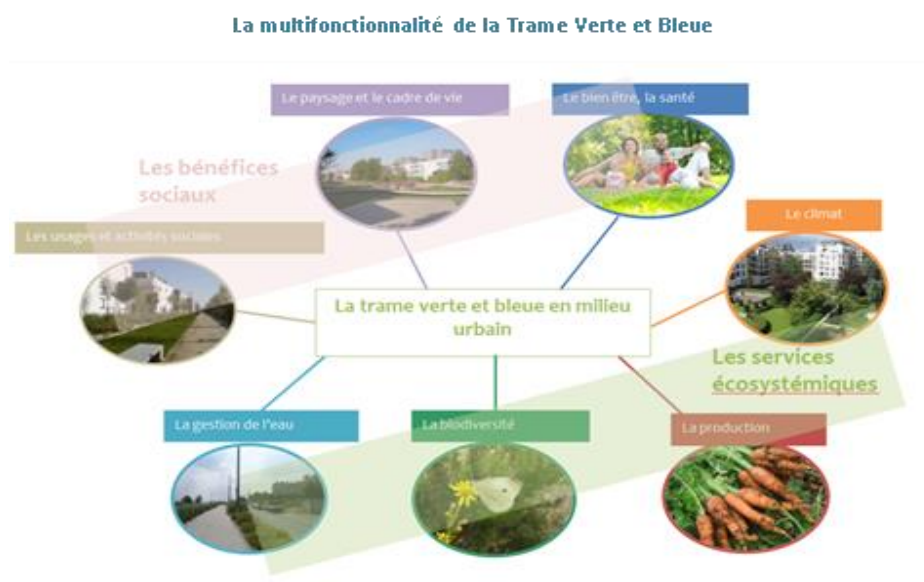 La multifonctionnalité de la Trame Verte et Bleue
Le paysage et le cadre de vie
Le bien être, la santé
Les bénéfices
sociaux
Le climat
Les usages et activités sociales
La trame verte et bleue en milieu
urbain
Les services
écosystémiques
La gestion de l'eau
La biodiversité
La production